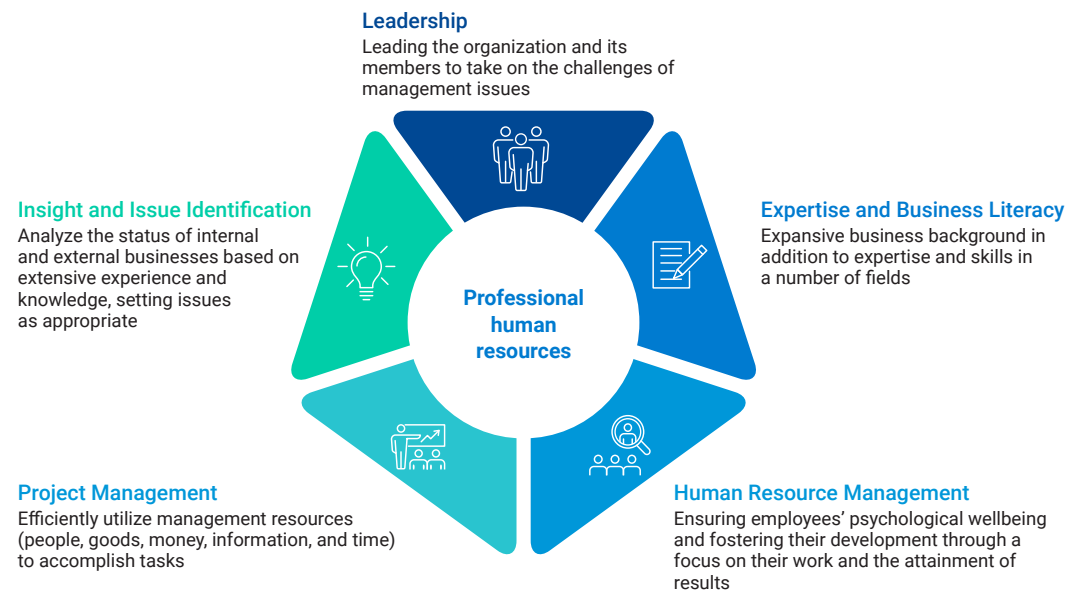 Leadership
Leading the organization and its
members to take on the challenges of
management issues
Insight and Issue Identification
Analyze the status of internal
and external businesses based on
extensive experience and
knowledge, setting issues
as appropriate
Expertise and Business Literacy
Expansive business background in
addition to expertise and skills in
a number of fields
Professional
human
resources
Project Management
Efficiently utilize management resources
(people, goods, money, information, and time)
to accomplish tasks
Human Resource Management
Ensuring employees’ psychological wellbeing
and fostering their development through a
focus on their work and the attainment of
results